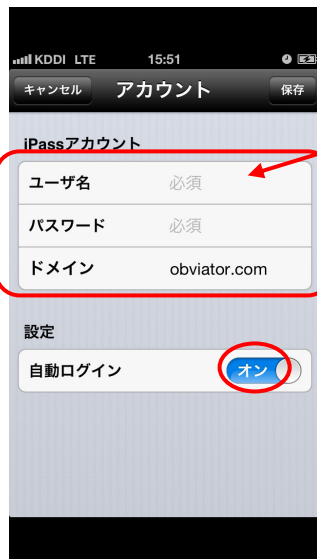 KDDI LTE 15:51
キャンセル アカウント 保存
iPassアカウント
ユーザ名 必須
パスワード 必須
ドメイン obviator.com
設定
自動ログイン オン